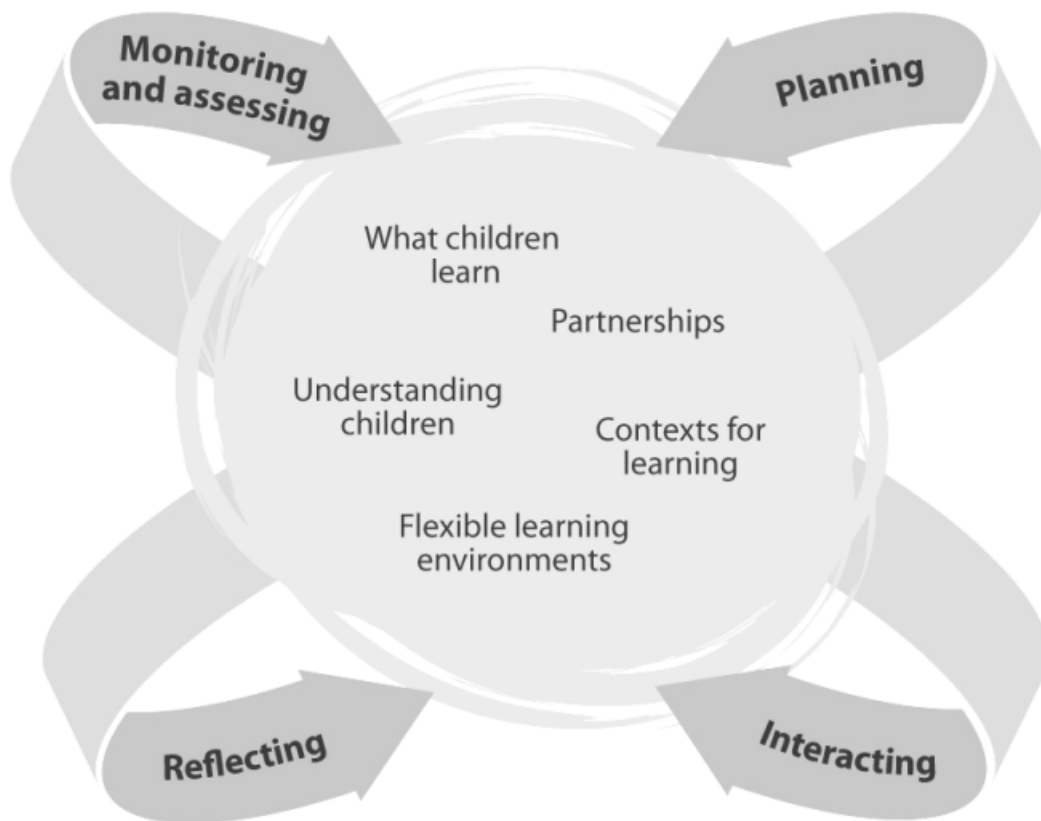 Monitoring
and assessing
Planning
What children
learn
Partnerships
Understanding
children
Contexts for
learning
Flexible learning
environments
Reflecting
Interacting